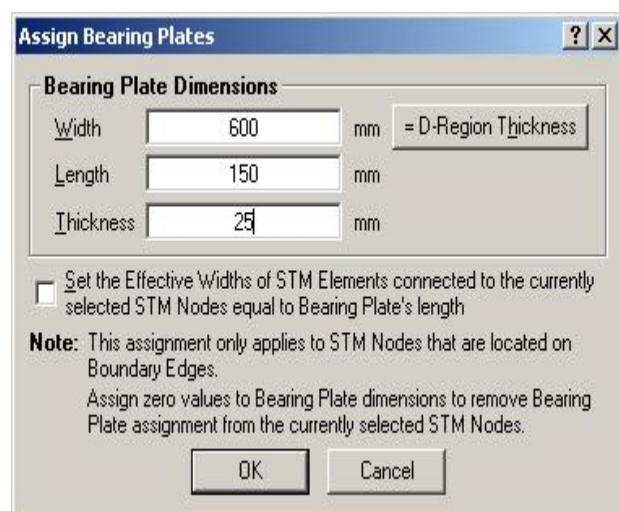 Assign Bearing Plates
Bearing Plate Dimensions
Width 600 mm = D-Region Thickness
Length 150 mm
Thickness 25 mm
Set the Effective Widths of STM Elements connected to the currently
selected STM Nodes equal to Bearing Plate's length
Note: This assignment only applies to STM Nodes that are located on
Boundary Edges.
Assign zero values to Bearing Plate dimensions to remove Bearing
Plate assignment from the currently selected STM Nodes.
OK Cancel